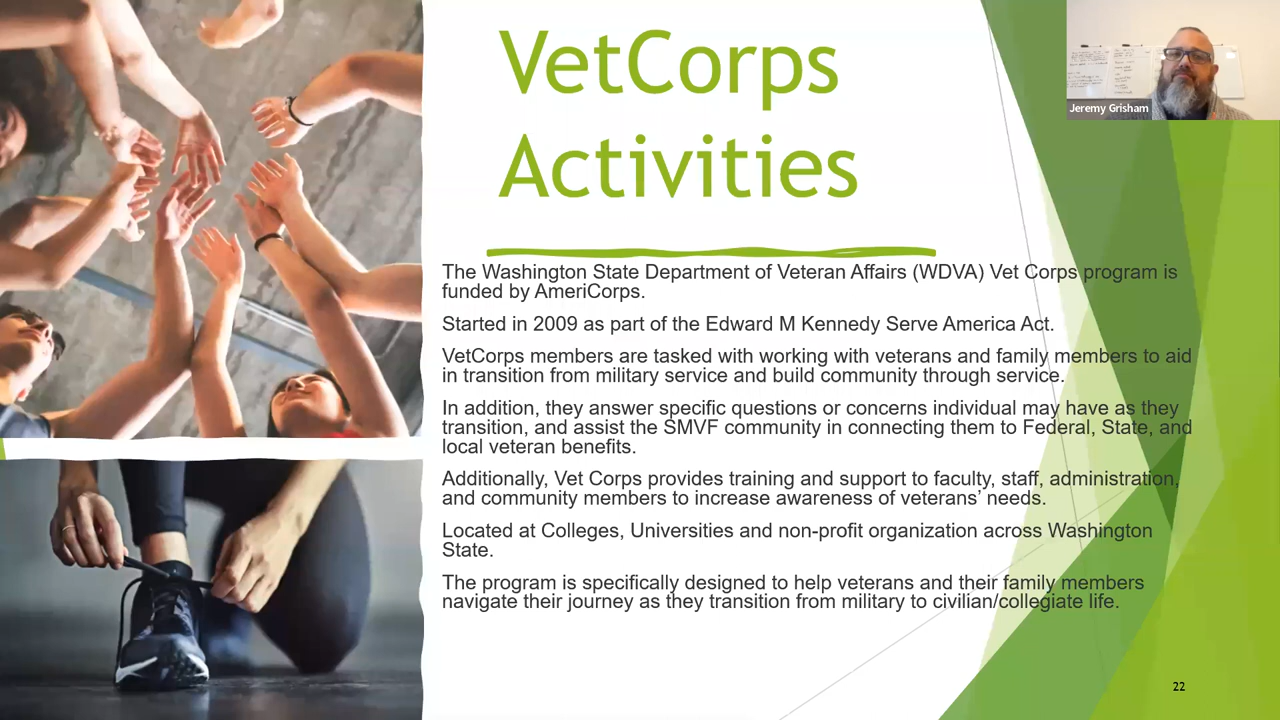 VetCorps
Activities
Jeremy Grisham
The Washington State Department of Veteran Affairs (WDVA) Vet Corps program is
funded by AmeriCorps.
Started in 2009 as part of the Edward M Kennedy Serve America Act.
VetCorps members are tasked with working with veterans and family members to aid
in transition from military service and build community through service.
In addition, they answer specific questions or concerns individual may have as they
transition, and assist the SMVF community in connecting them to Federal, State, and
local veteran benefits.
Additionally, Vet Corps provides training and support to faculty, staff, administration,
and community members to increase awareness of veterans’ needs.
Located at Colleges, Universities and non-profit organization across Washington
State.
The program is specifically designed to help veterans and their family members
navigate their journey as they transition from military to civilian/collegiate life.
22